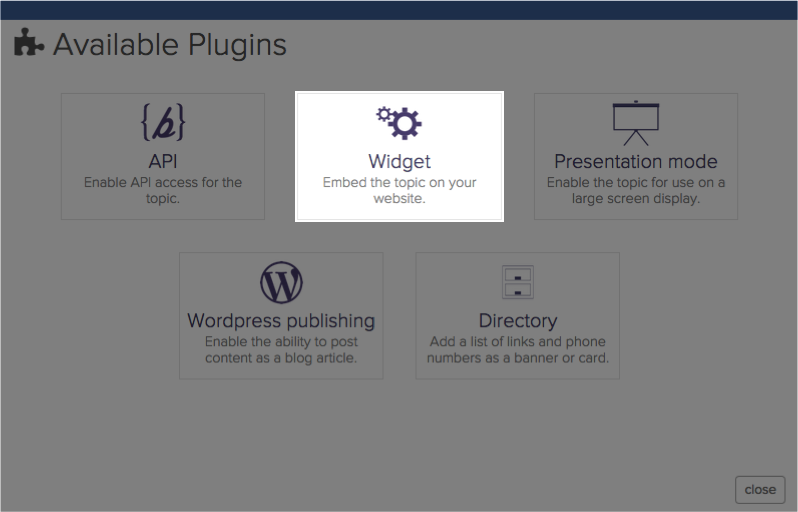 Available Plugins
{b}
API
Enable API access for the
topic.
Widget
Embed the topic on your
website.
Presentation mode
Enable the topic for use on a
large screen display.
Wordpress publishing
Enable the ability to post
content as a blog article.
Directory
Add a list of links and phone
numbers as a banner or card.
close